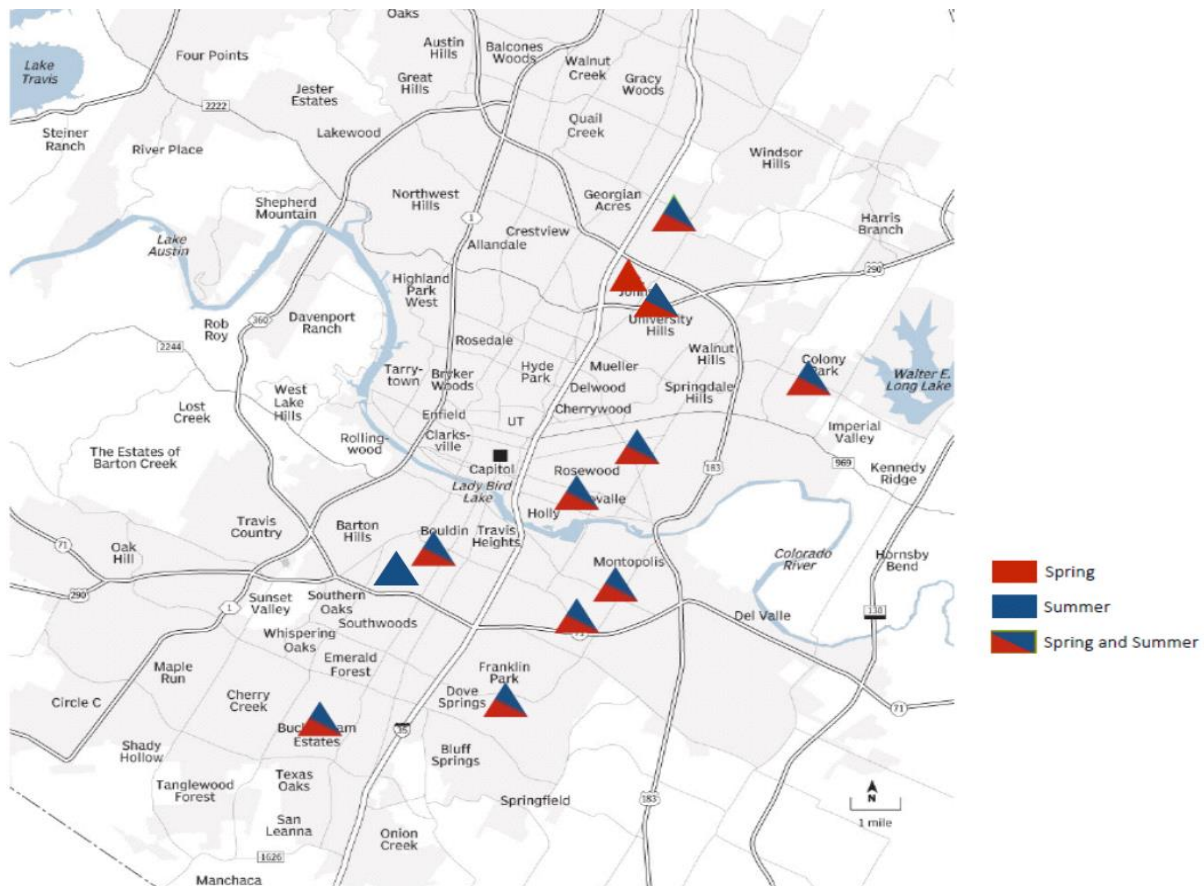 Oaks
Austin
Hills
Balcones
Woods
Walnut
Creek
Four Points
Lake
Travis
Great
Hills
Gracy
Woods
Jester
Estates
2222
Quail
Creek
Steiner
Ranch
Lakewood
River Place
Windsor
Hills
Northwest
Hills
Georgian
Acres
Shepherd
Mountain
1
Harris
Branch
Crestview
Allandale
Lake
Austin
290
Highland
Park
West
Davenport
Ranch
University
Hills
Rob
Roy
360
2244
Rosedale
Walnut
Hills
Hyde
Park
Mueller
Colony
Park
Tarry-
town
Bryker
Woods
Delwood
Springdale
Hills
Walter E.
Long Lake
West
Lake
Hills
Lost
Creek
Enfield
UT
Cherrywood
Clarks-
ville
Imperial
Valley
Rolling-
wood
The Estates of
Barton Creek
Capitol
Rosewood
183
969
Kennedy
Ridge
Lady Bird
Lake
Holly
Travis
Country
Barton
Hills
Bouldin
Travis
Heights
71
Oak
Hill
Montopolis
Colorado
River
Hornsby
Bend
290
Sunset
Valley
Southern
Oaks
Southwoods
1
Del Valle
130
71
Whispering
Oaks
Emerald
Forest
Maple
Run
Franklin
Park
Dove
Springs
Circle C
Cherry
Creek
71
35
Estates
Shady
Hollow
Bluff
Springs
Tanglewood
Forest
Texas
Oaks
Springfield
183
N
1 mile
San
Leanna
Onion
Creek
1626
Manchaca
Spring
Summer
Spring and Summer